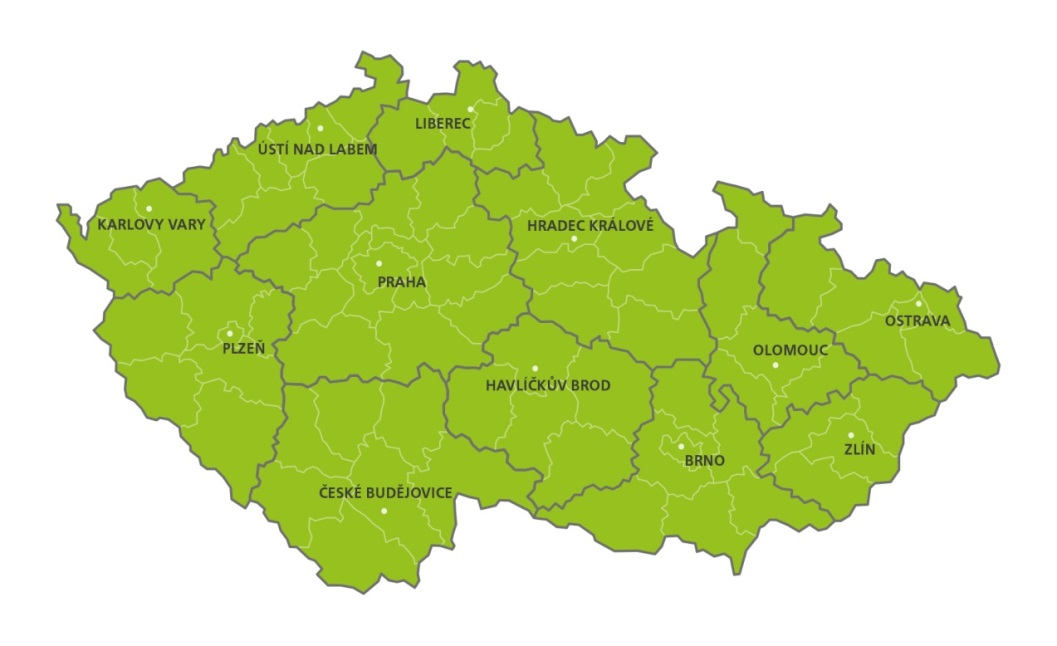 LIBEREC
ÚSTÍ NAD LABEM
KARLOVY VARY
HRADEC KRÁLOVÉ
PRAHA
OSTRAVA
PLZEŇ
OLOMOUC
HAVLÍČKŮV BROD
ZLÍN
BRNO
ČESKÉ BUDĚJOVICE